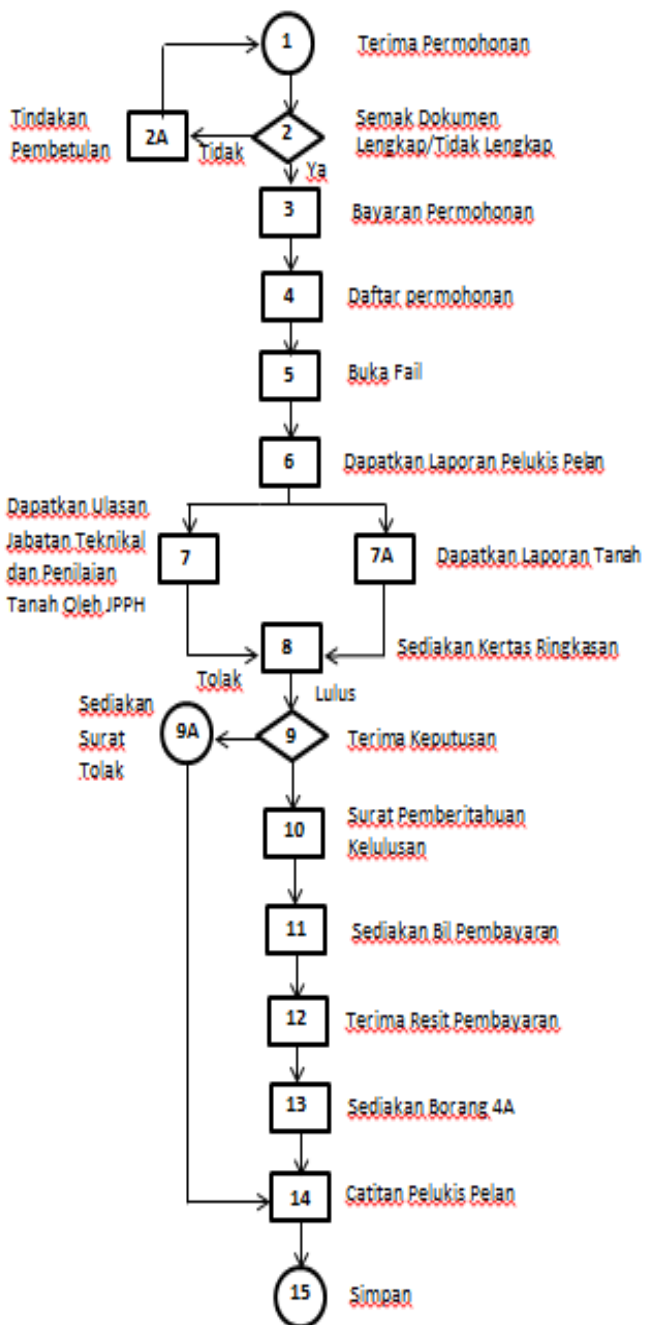 1
Terima Permohonan
Tindakan
Pembetulan
2A
Tidak
2
Semak Dokumen
Lengkap/Tidak Lengkap
Ya
3
Bayaran Permohonan
4
Daftar permohonan
5
Buka Fail
6
Dapatkan Laporan Pelukis Pelan
Dapatkan Ulasan
Jabatan Teknikal
dan Penilaian
Tanah Oleh JPPH
7
7A
Dapatkan Laporan Tanah
8
Sediakan Kertas Ringkasan
Tolak
Lulus
Sediakan
Surat
Tolak
9A
9
Terima Keputusan
10
Surat Pemberitahuan
Kelulusan
11
Sediakan Bil Pembayaran
12
Terima Resit Pembayaran
13
Sediakan Borang 4A
14
Catitan Pelukis Pelan
15
Simpan